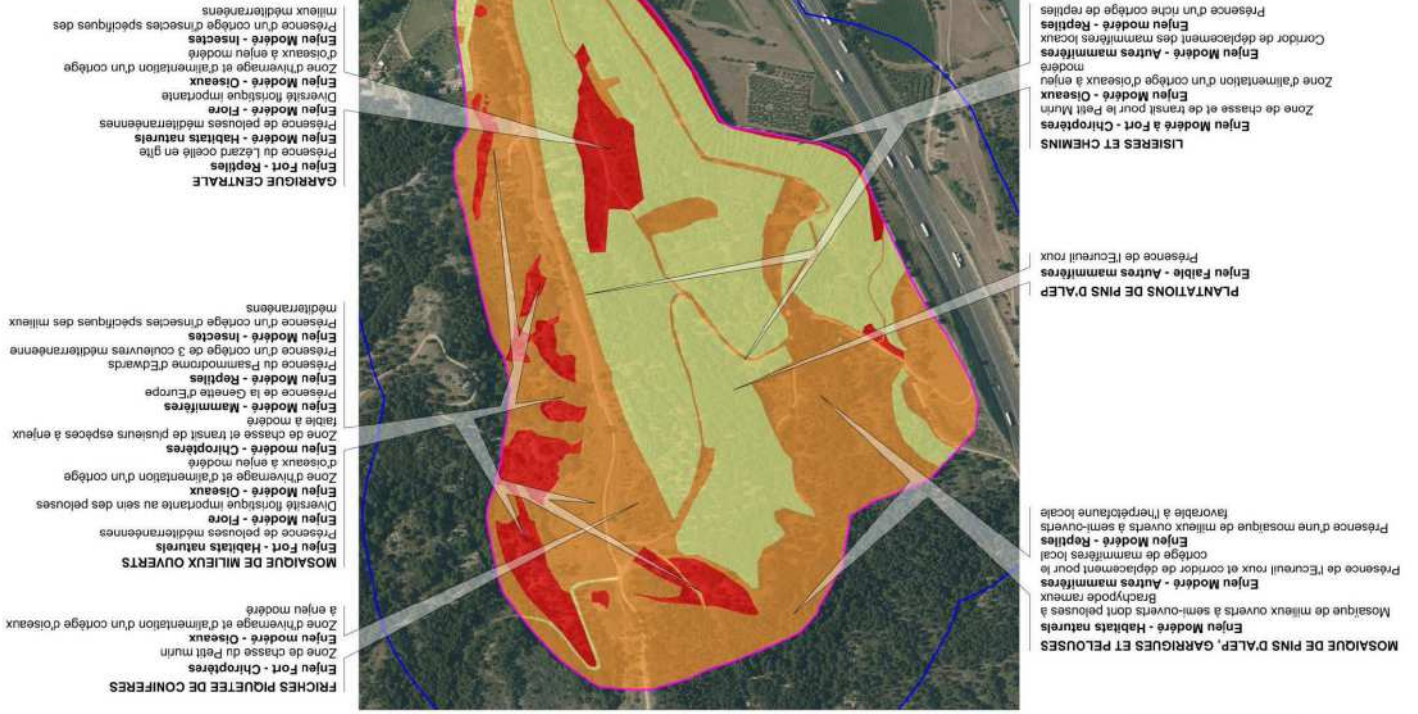 MOSAIQUE DE PINS D'ALEP, GARRIGUES ET PELOUSES
Enjeu Modéré - Habitats naturels
Mosaïque de milieux ouverts à semi-ouverts dont pelouses à
Brachypode rameux
Enjeu Modéré - Autres mammifères
Présence de l'Ecureuil roux et corridor de déplacement pour le
cortège de mammifères local
Enjeu Modéré - Reptiles
Présence d'une mosaïque de milieux ouverts à semi-ouverts
favorable à l'herpétofaune locale
PLANTATIONS DE PINS D'ALEP
Enjeu Faible - Autres mammifères
Présence de l'Ecureuil roux
LISIERES ET CHEMINS
Enjeu Modéré à Fort - Chiroptères
Zone de chasse et de transit pour le Petit Murin
Enjeu Modéré - Oiseaux
Zone d'alimentation d'un cortège d'oiseaux à enjeu
modéré
Enjeu Modéré - Autres mammifères
Corridor de déplacement des mammifères locaux
Enjeu modéré - Reptiles
Présence d'un riche cortège de reptiles
FRICHES PIQUETEE DE CONIFERES
Enjeu Fort - Chiroptères
Zone de chasse du Petit murin
Enjeu modéré - Oiseaux
Zone d'hivernage et d'alimentation d'un cortège d'oiseaux
à enjeu modéré
MOSAIQUE DE MILIEUX OUVERTS
Enjeu Fort - Habitats naturels
Présence de pelouses méditerranéennes
Enjeu Modéré - Flore
Diversité floristique importante au sein des pelouses
Enjeu Modéré - Oiseaux
Zone d'hivernage et d'alimentation d'un cortège
d'oiseaux à enjeu modéré
Enjeu modéré - Chiroptères
Zone de chasse et transit de plusieurs espèces à enjeux
faible à modéré
Enjeu Modéré - Mammifères
Présence de la Genette d'Europe
Enjeu Modéré - Reptiles
Présence du Psammodrome d'Edwards
Présence d'un cortège de 3 couleuvres méditerranéenne
Enjeu Modéré - Insectes
Présence d'un cortège d'insectes spécifiques des milieux
méditerranéens
GARRIGUE CENTRALE
Enjeu Fort - Reptiles
Présence du Lézard ocellé en gîte
Enjeu Modéré - Habitats naturels
Présence de pelouses méditerranéennes
Enjeu Modéré - Flore
Diversité floristique importante
Enjeu Modéré - Oiseaux
Zone d'hivernage et d'alimentation d'un cortège
d'oiseaux à enjeu modéré
Enjeu Modéré - Insectes
Présence d'un cortège d'insectes spécifiques des
milieux méditerranéens